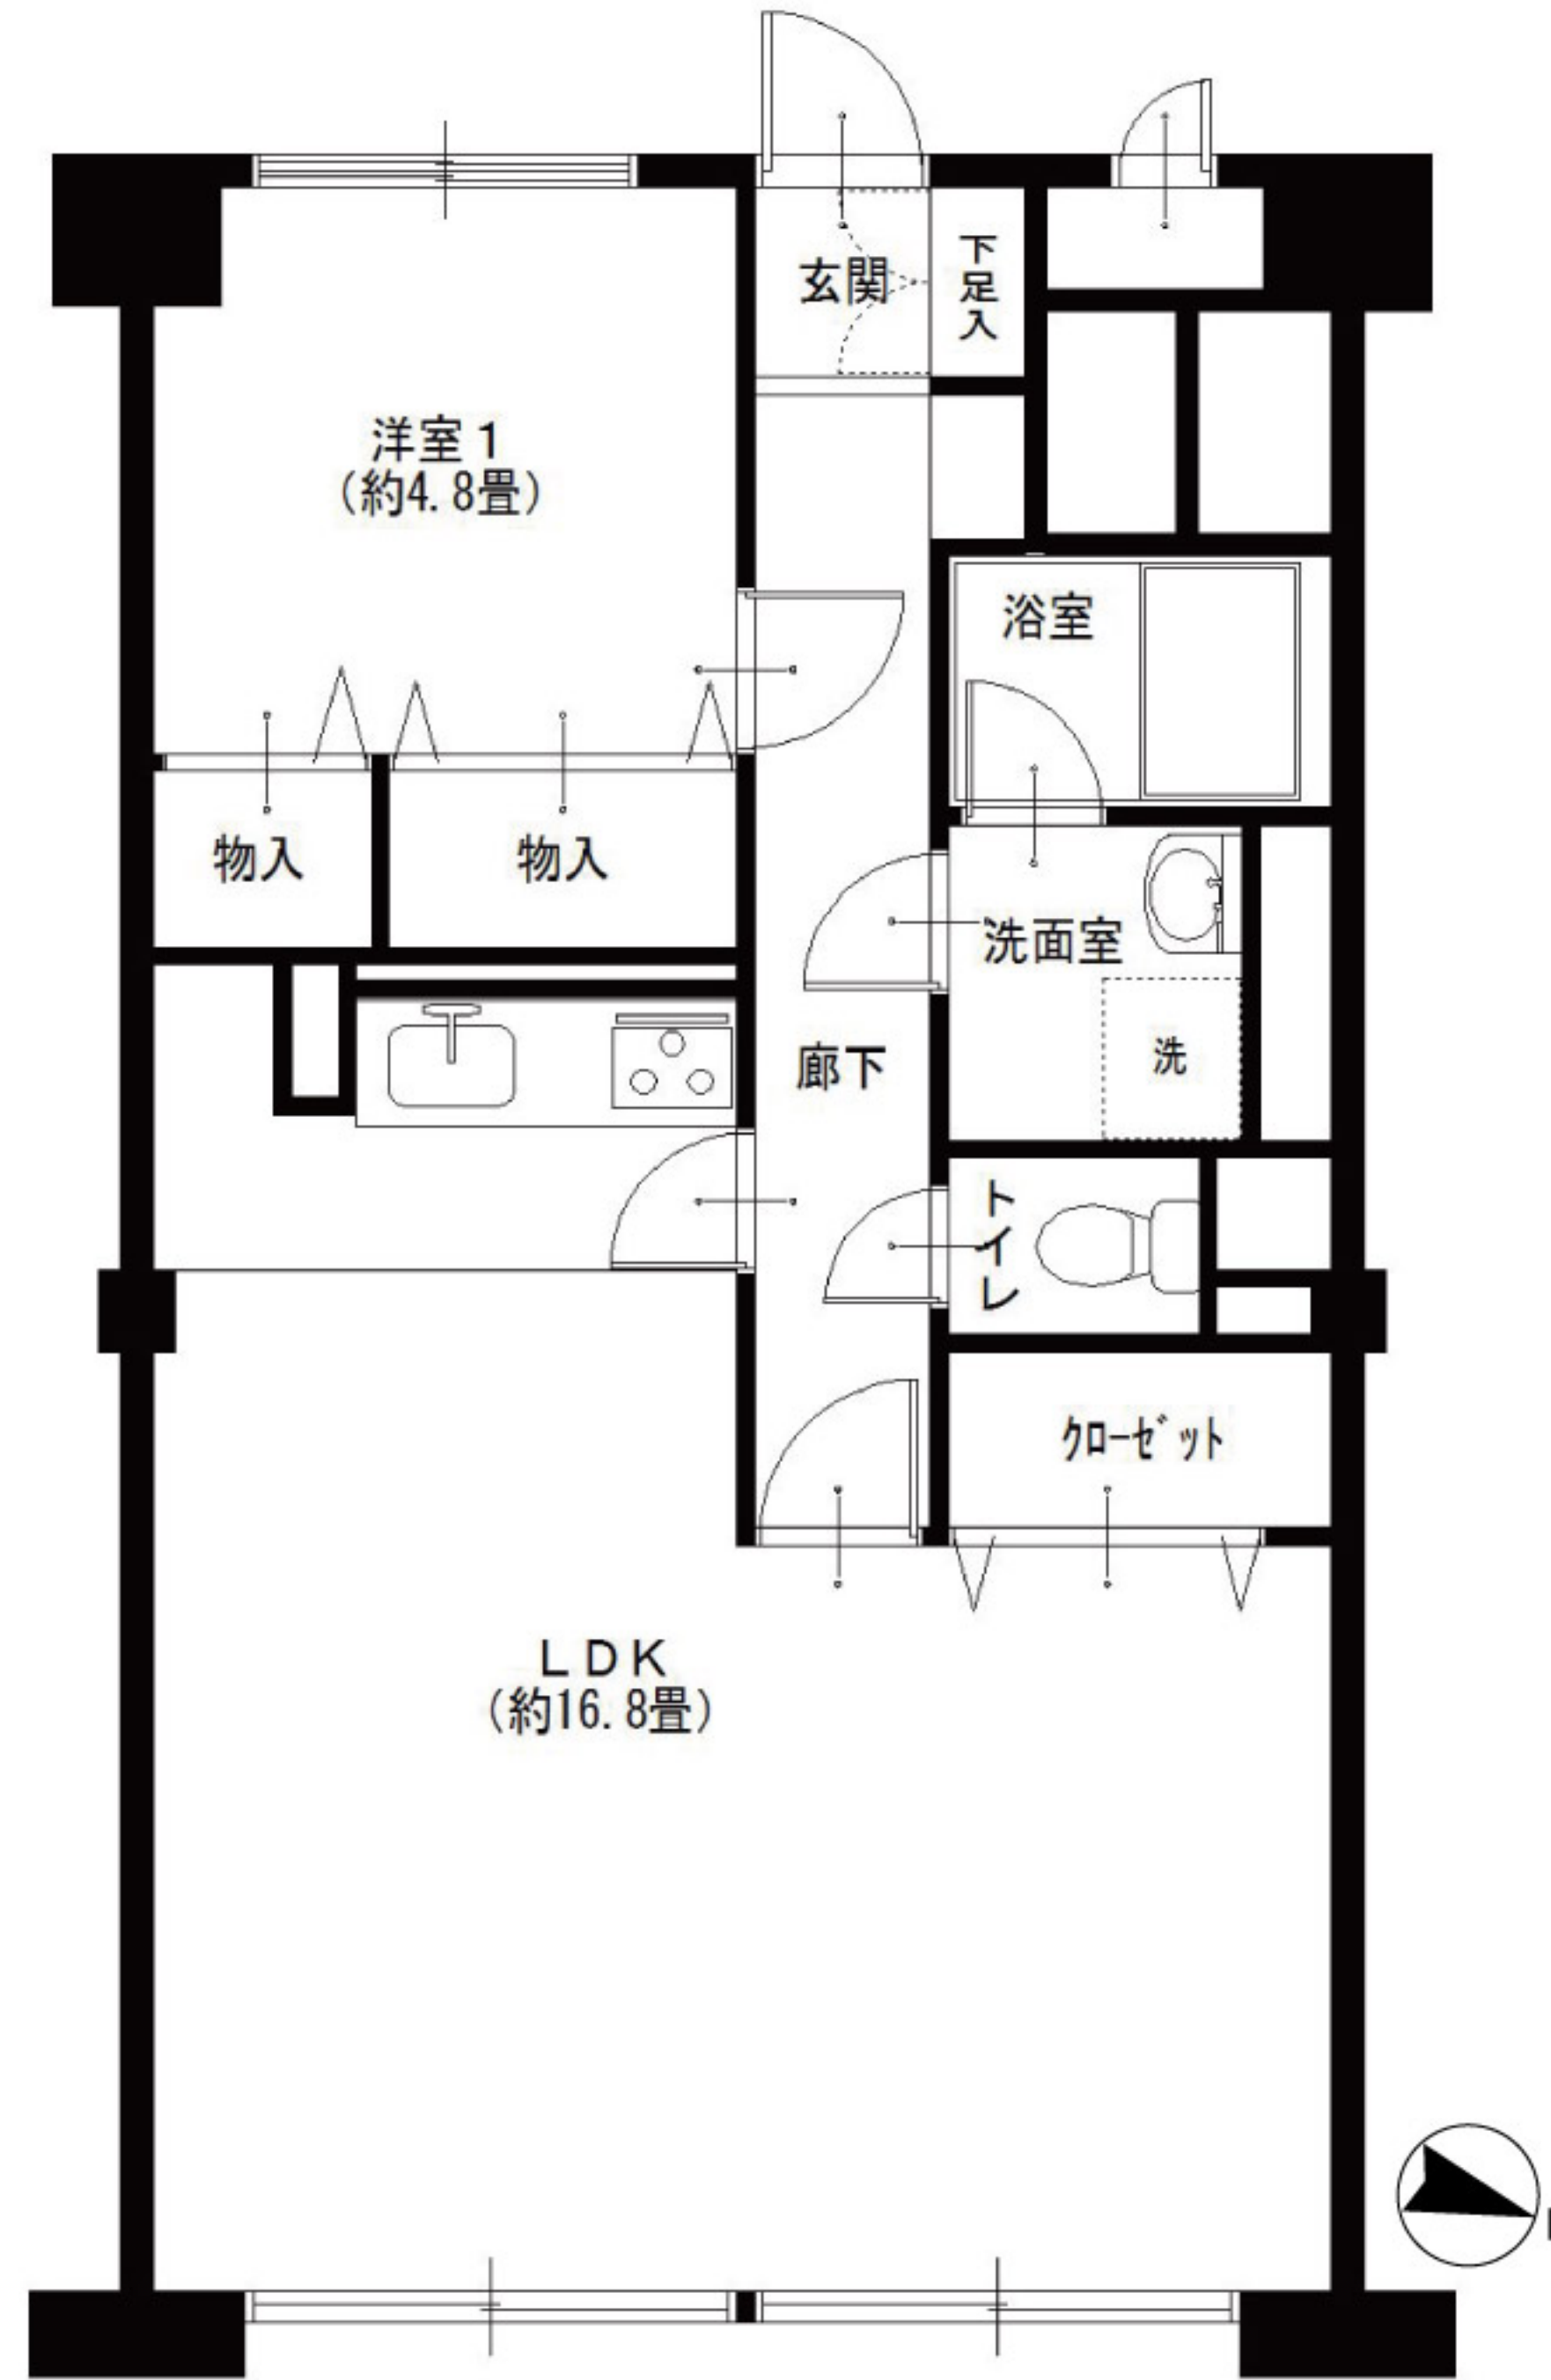 玄関
下足入
洋室1
(約4.8畳)
浴室
物入
物入
洗面室
洗
廊下
トイレ
クローゼット
LDK
(約16.8畳)